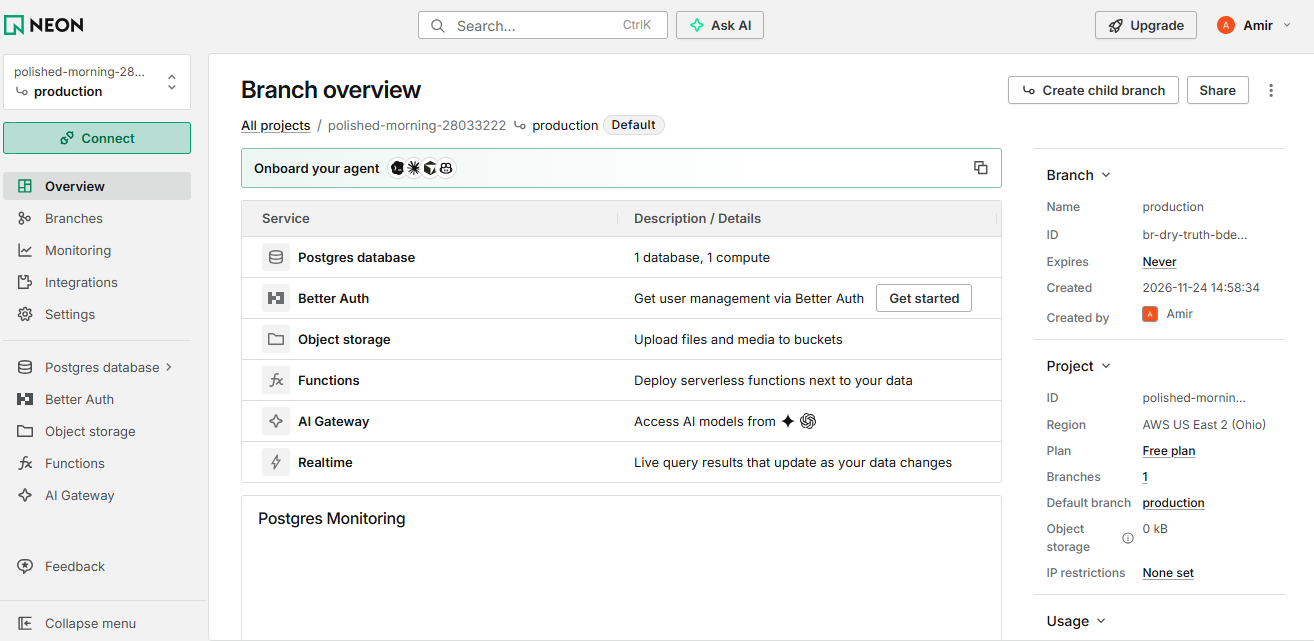 NEON
Search...
CtrlK
Ask AI
Upgrade
A
Amir
polished-morning-28...
production
Connect
Overview
Branches
Monitoring
Integrations
Settings
Postgres database
Better Auth
Object storage
Functions
AI Gateway
Feedback
Collapse menu
Branch overview
Create child branch
Share
All projects / polished-morning-28033222 production Default
Onboard your agent
Service Description / Details
Postgres database 1 database, 1 compute
Better Auth Get user management via Better Auth Get started
Object storage Upload files and media to buckets
Functions Deploy serverless functions next to your data
AI Gateway Access AI models from
Realtime Live query results that update as your data changes
Postgres Monitoring
Branch
Name production
ID br-dry-truth-bde...
Expires Never
Created 2026-11-24 14:58:34
Created by A Amir
Project
ID polished-mornin...
Region AWS US East 2 (Ohio)
Plan Free plan
Branches 1
Default branch production
Object storage 0 kB
IP restrictions None set
Usage